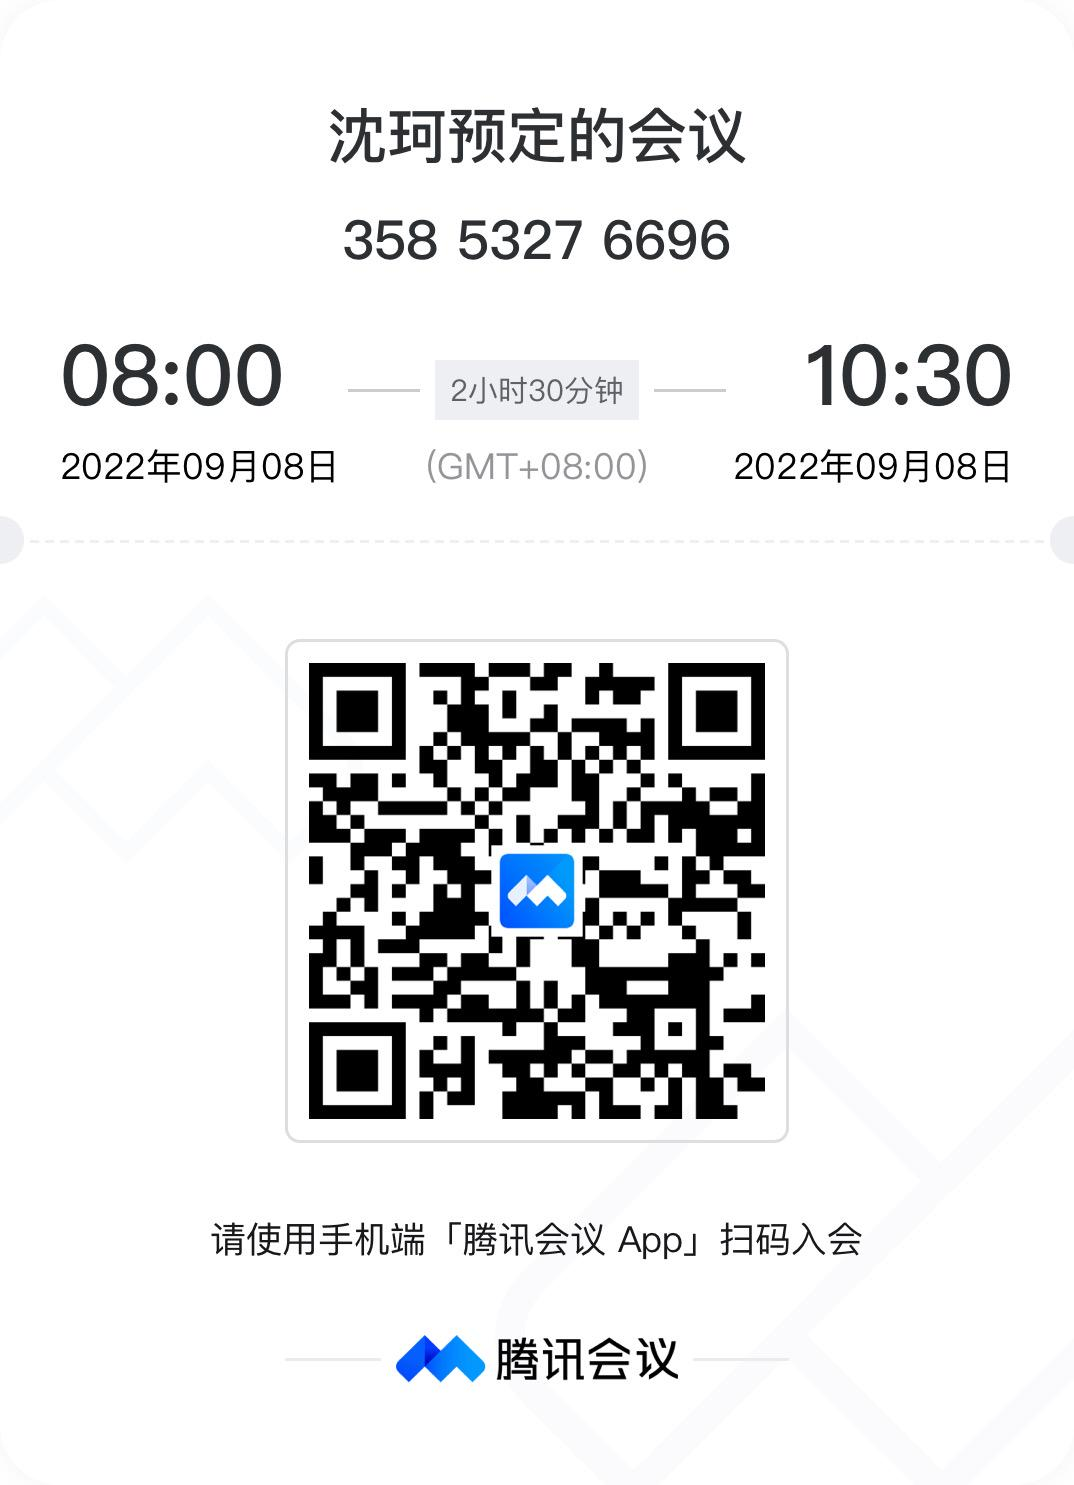 沈珂预定的会议
358 5327 6696
08:00 2小时30分钟 10:30
2022年09月08日 (GMT+08:00) 2022年09月08日
请使用手机端「腾讯会议 App」扫码入会
腾讯会议